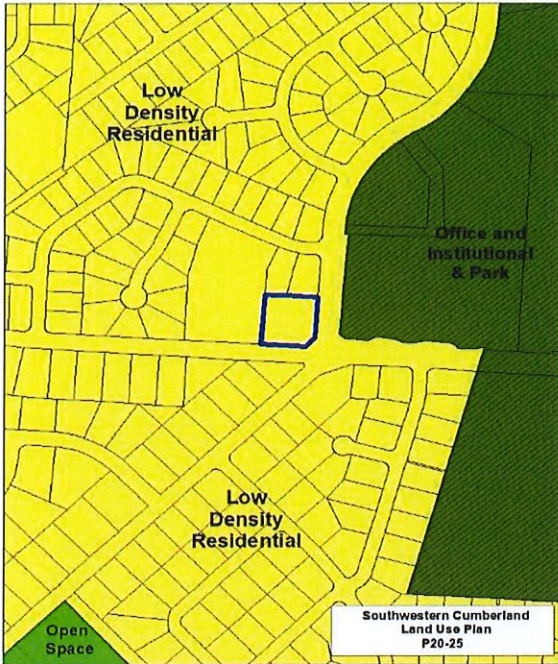 Low
Density
Residential
Office and
Institutional
& Park
Low
Density
Residential
Open
Space
Southwestern Cumberland
Land Use Plan
P20-25